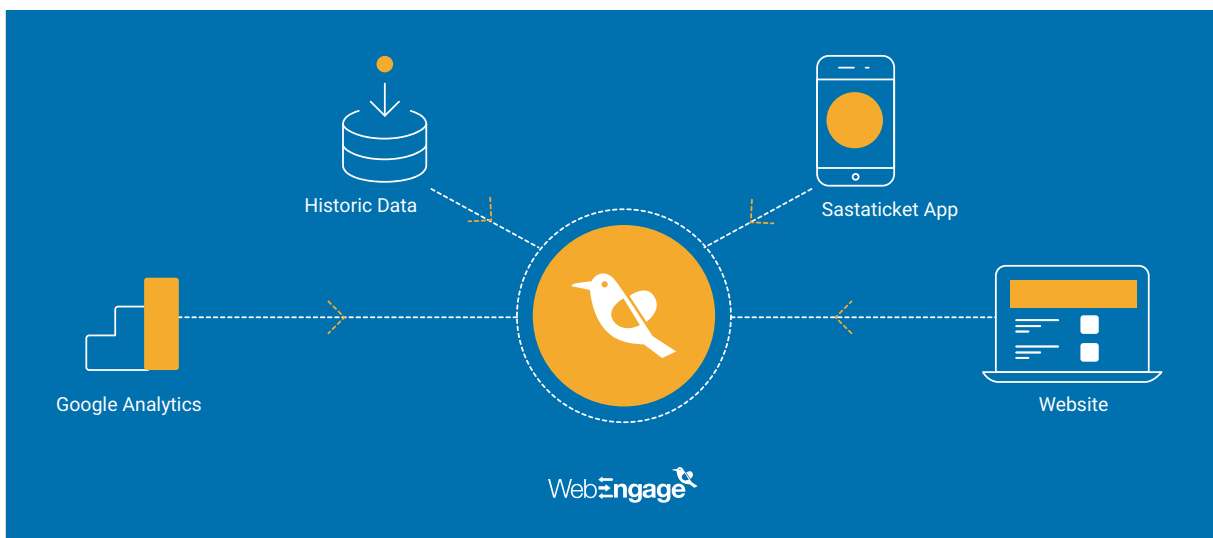 Historic Data
Sastaticket App
Google Analytics
Website
WebEngage